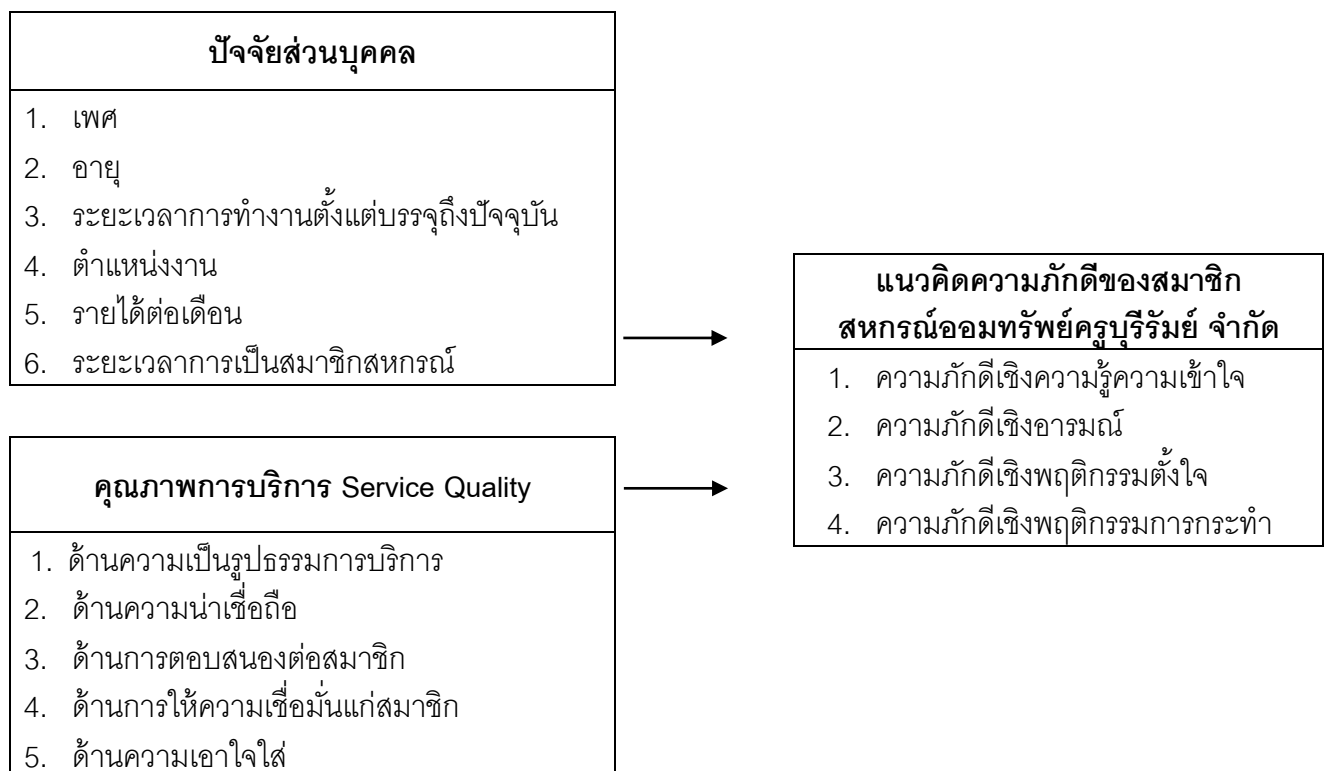 ปัจจัยส่วนบุคคล
1. เพศ
2. อายุ
3. ระยะเวลาการทำงานตั้งแต่บรรจุถึงปัจจุบัน
4. ตำแหน่งงาน
5. รายได้ต่อเดือน
6. ระยะเวลาการเป็นสมาชิกสหกรณ์
คุณภาพการบริการ Service Quality
1. ด้านความเป็นรูปธรรมการบริการ
2. ด้านความน่าเชื่อถือ
3. ด้านการตอบสนองต่อสมาชิก
4. ด้านการให้ความเชื่อมั่นแก่สมาชิก
5. ด้านความเอาใจใส่
แนวคิดความภักดีของสมาชิก
สหกรณ์ออมทรัพย์ครูบุรีรัมย์ จำกัด
1. ความภักดีเชิงความรู้ความเข้าใจ
2. ความภักดีเชิงอารมณ์
3. ความภักดีเชิงพฤติกรรมตั้งใจ
4. ความภักดีเชิงพฤติกรรมการกระทำ